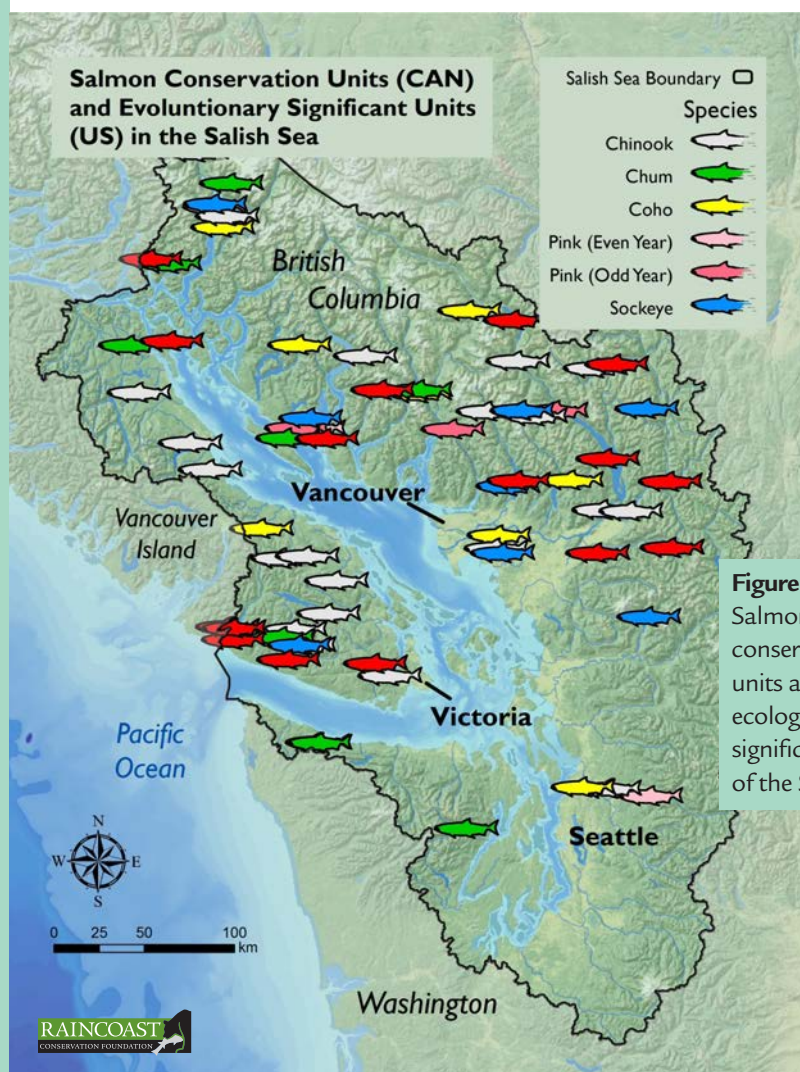 Salmon Conservation Units (CAN)
and Evoluntionary Significant Units
(US) in the Salish Sea
Salish Sea Boundary
Species
Chinook
Chum
Coho
Pink (Even Year)
Pink (Odd Year)
Sockeye
British
Columbia
Vancouver
Vancouver
Island
Figure
Salmon
conser
units a
ecolog
signific
of the S
Victoria
Pacific
Ocean
Seattle
N
W
E
S
0 25 50 100
km
Washington
RAINCOAST
CONSERVATION FOUNDATION